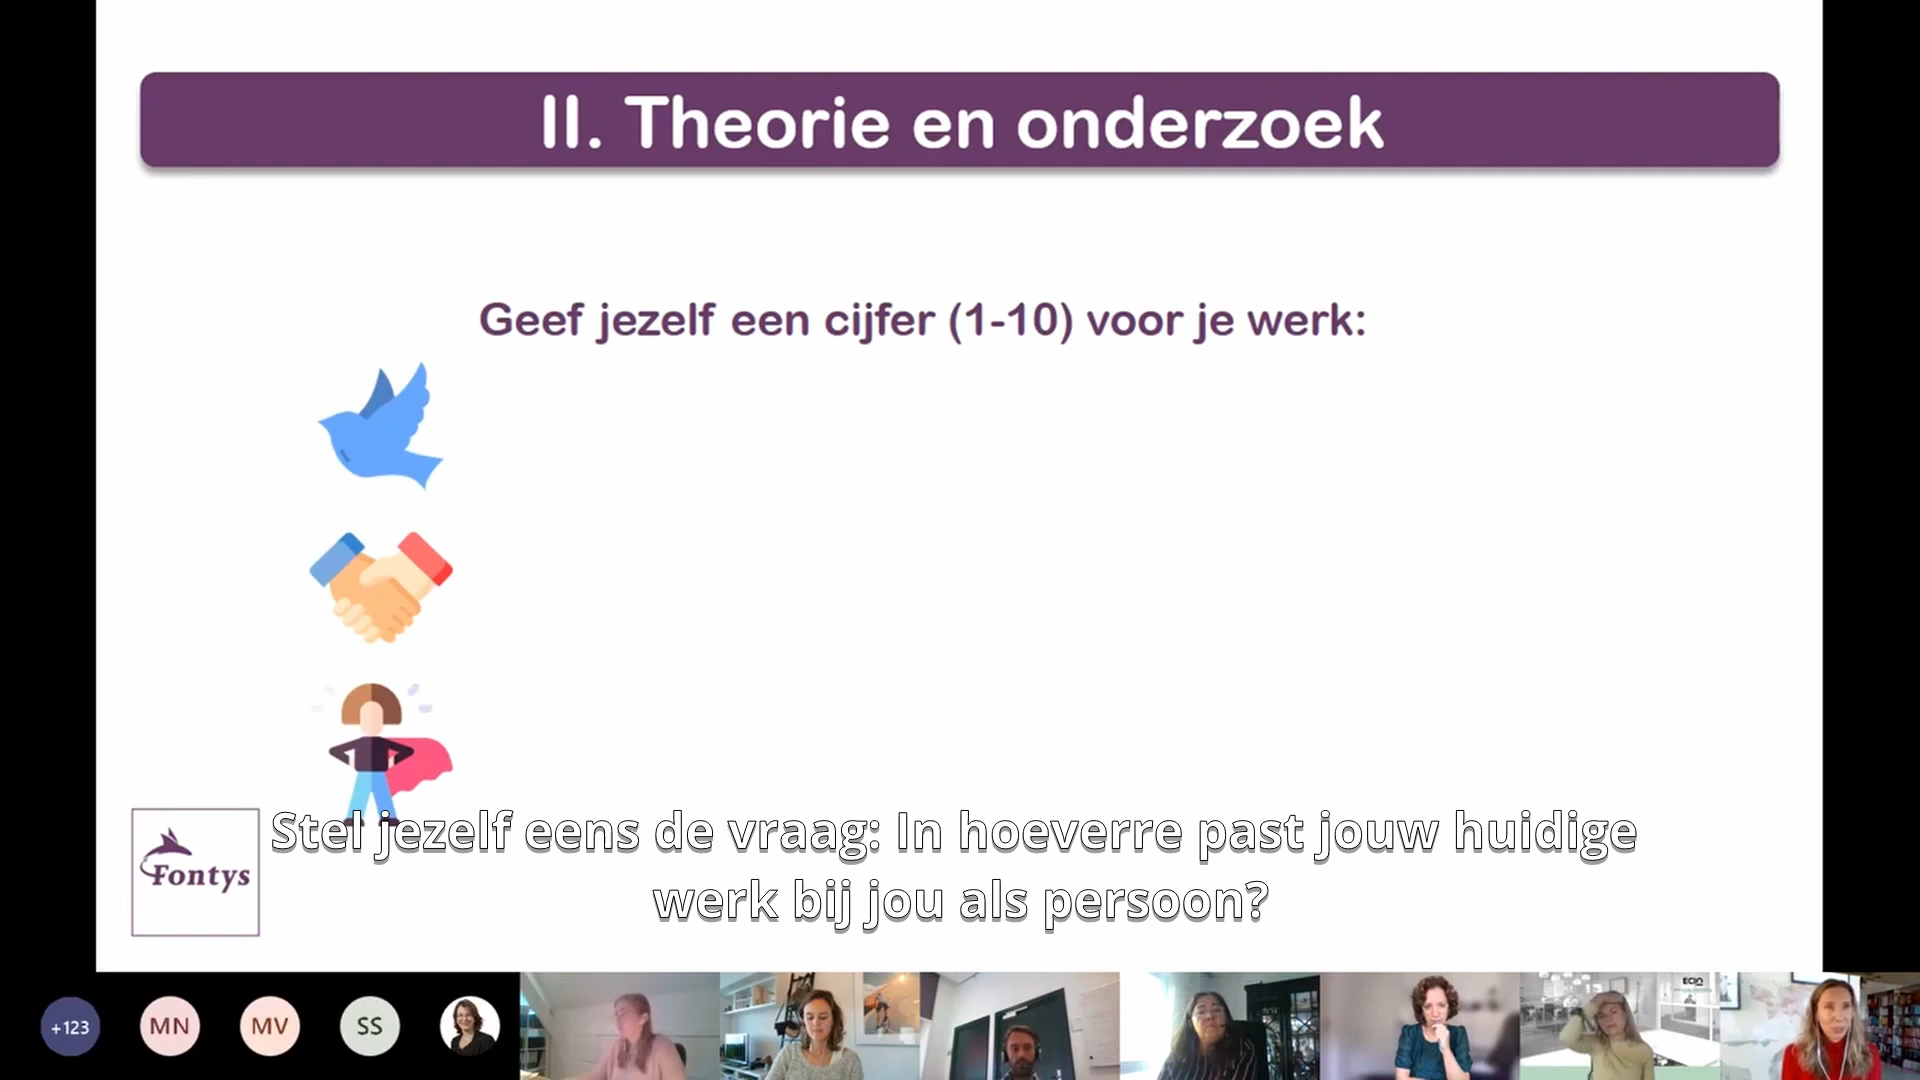 II. Theorie en onderzoek
Geef jezelf een cijfer (1-10) voor je werk:
Fontys
Stel jezelf eens de vraag: In hoeverre past jouw huidige
werk bij jou als persoon?
+123
MN
MV
SS
ECIO